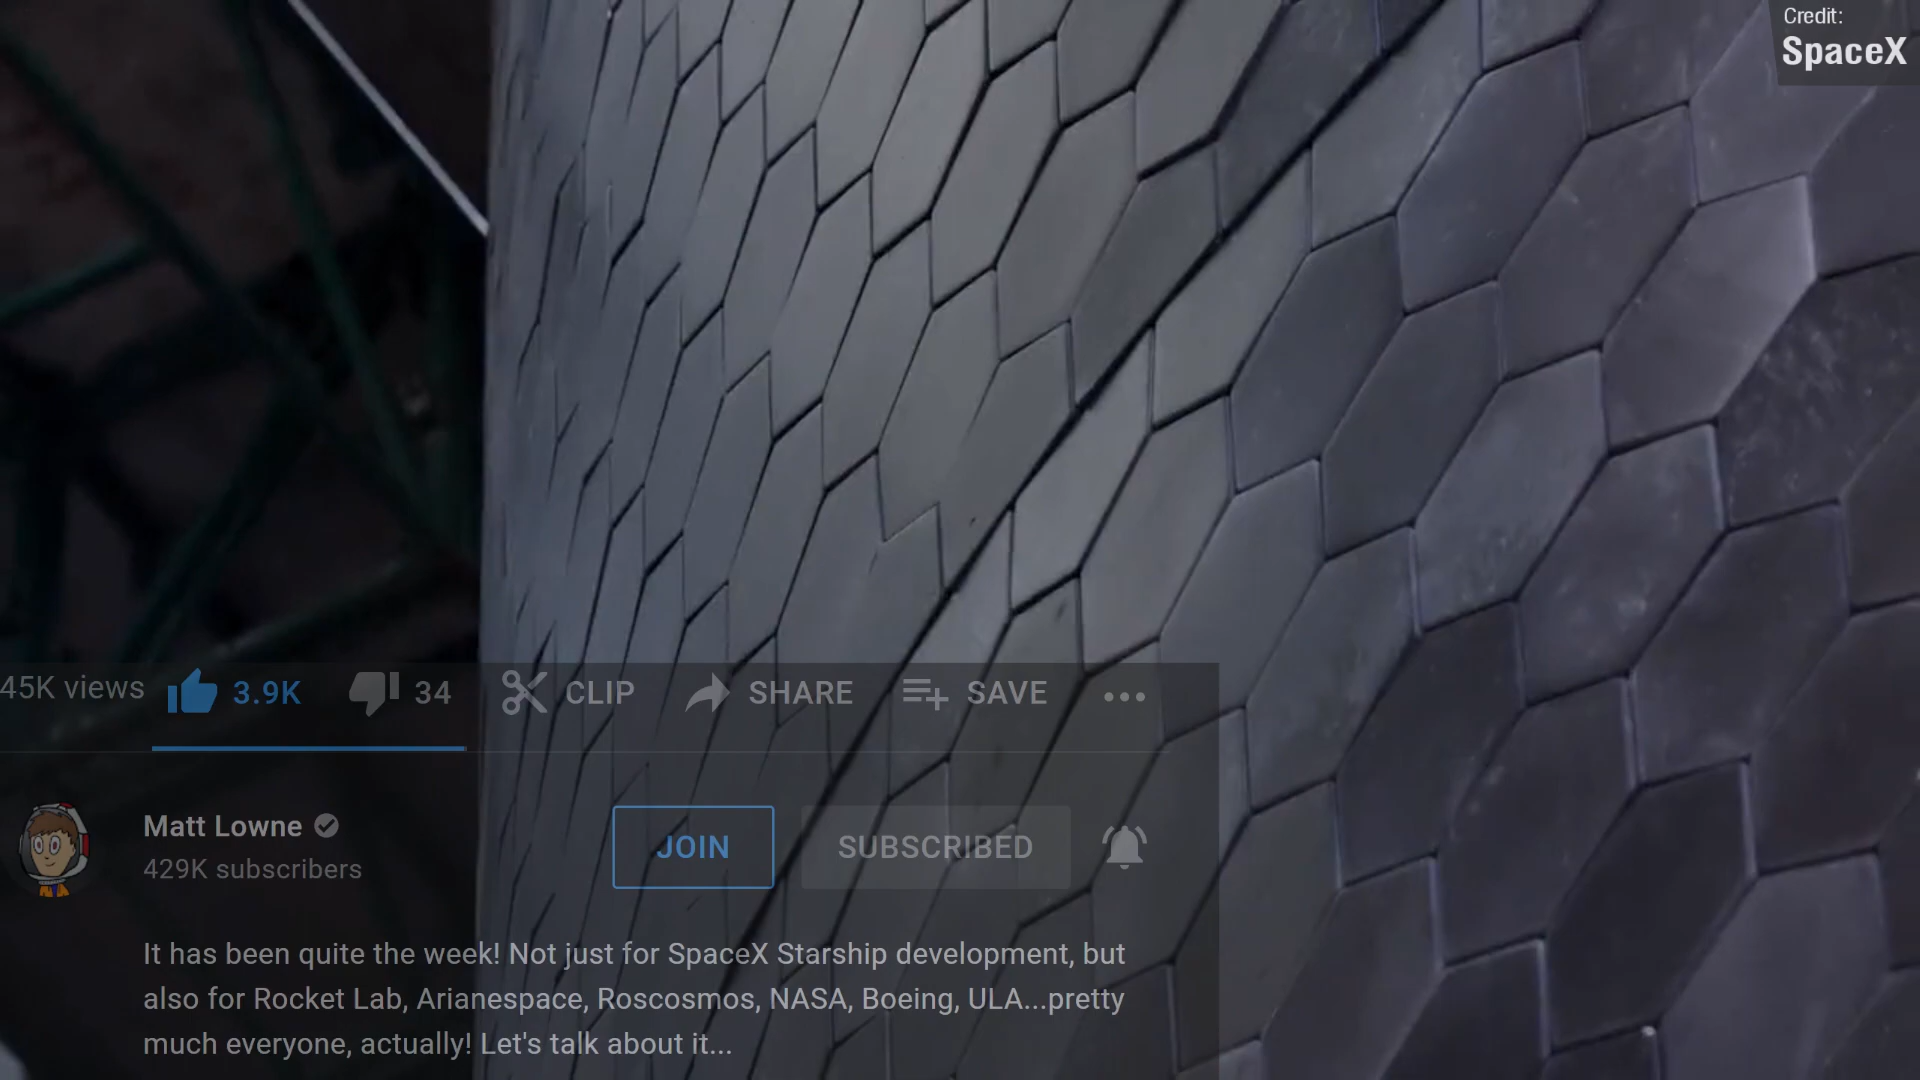 Credit:
SpaceX
45K views 3.9K 34 CLIP SHARE SAVE
Matt Lowne
429K subscribers
JOIN SUBSCRIBED
It has been quite the week! Not just for SpaceX Starship development, but
also for Rocket Lab, Arianespace, Roscosmos, NASA, Boeing, ULA...pretty
much everyone, actually! Let's talk about it...